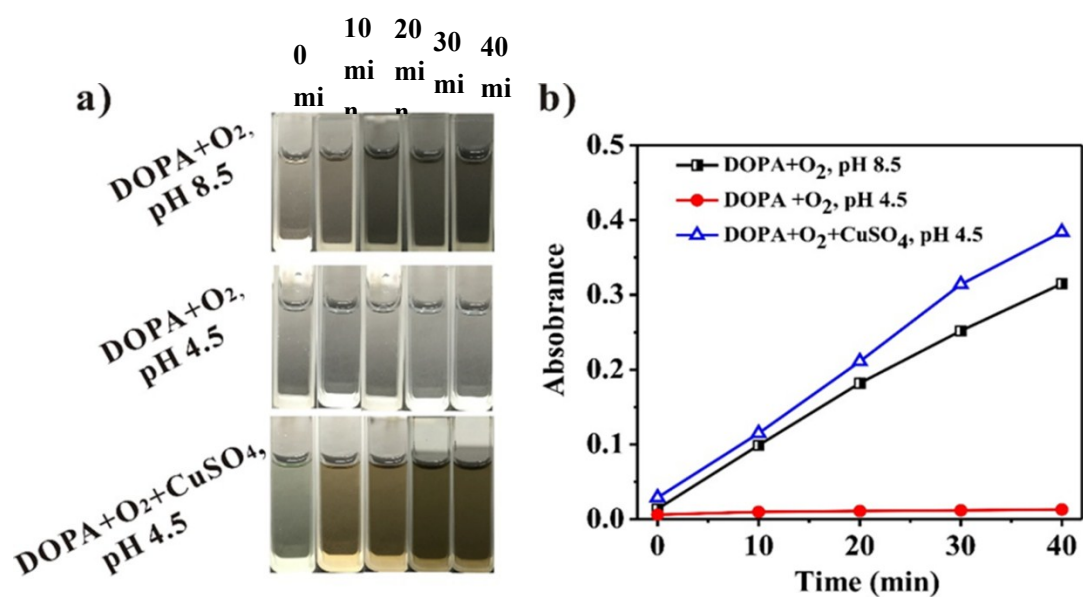 a)
0
mi
10
mi
n
20
mi
n
30
mi
40
mi
DOPA+O2,
pH 8.5
DOPA+O2,
pH 4.5
DOPA+O2+CuSO4,
pH 4.5
b)
0.5
0.4
0.3
0.2
0.1
0.0
Absobrance
DOPA+O2, pH 8.5
DOPA +O2, pH 4.5
DOPA+O2+CuSO4, pH 4.5
0 10 20 30 40
Time (min)